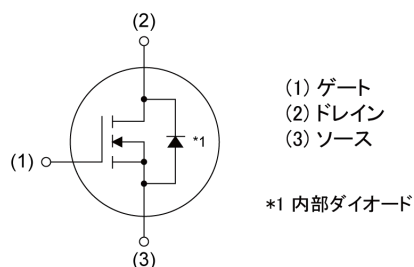 (2)
(1)
*1
(3)
(1) ゲート
(2) ドレイン
(3) ソース
*1 内部ダイオード